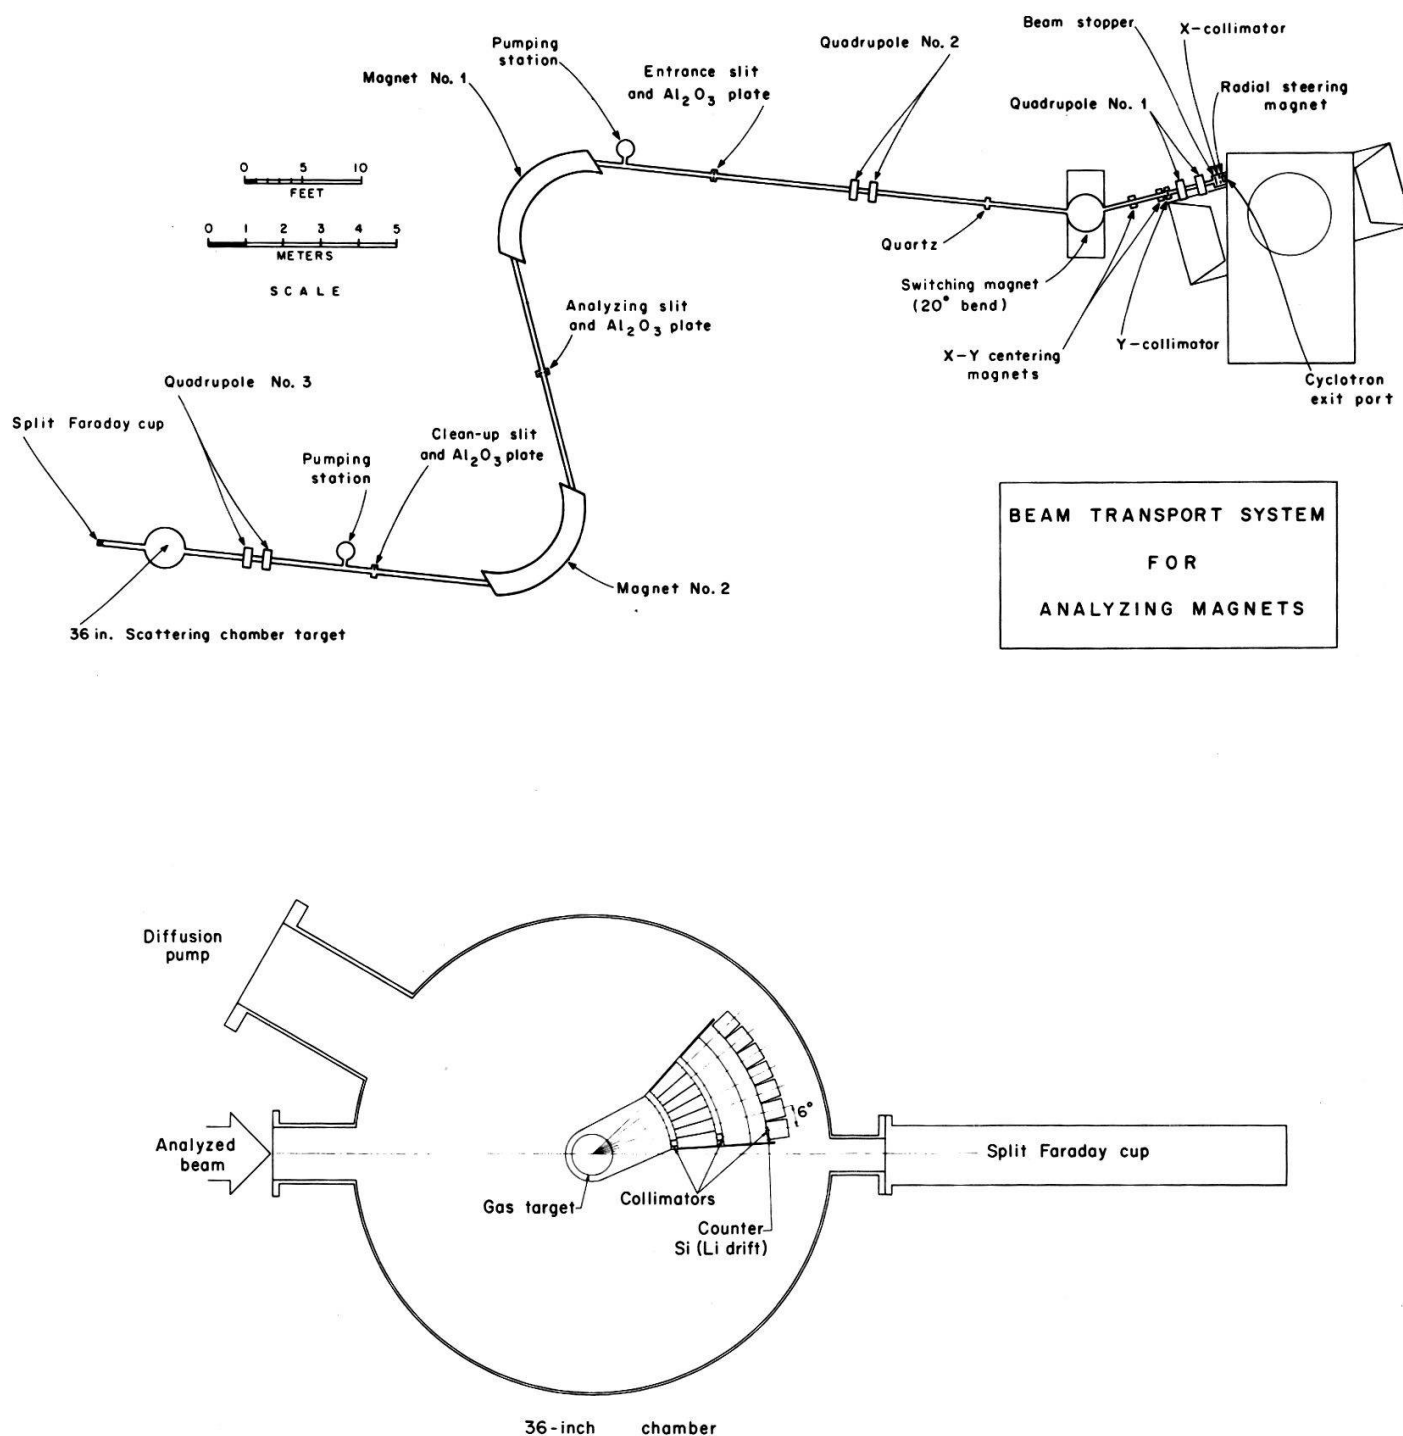 Beam stopper
X-collimator
Pumping
station
Quadrupole No. 2
Magnet No. 1
Entrance slit
and Al2O3 plate
Radial steering
magnet
Quadrupole No. 1
0 5 10
FEET
0 1 2 3 4 5
METERS
SCALE
Quartz
Switching magnet
(20° bend)
Analyzing slit
and Al2O3 plate
X-Y centering
magnets
Y-collimator
Cyclotron
exit port
Quadrupole No. 3
Split Faraday cup
Clean-up slit
and Al2O3 plate
Pumping
station
BEAM TRANSPORT SYSTEM
FOR
ANALYZING MAGNETS
Magnet No. 2
36 in. Scattering chamber target
Diffusion
pump
6°
Analyzed
beam
Split Faraday cup
Gas target
Collimators
Counter
Si (Li drift)
36-inch chamber